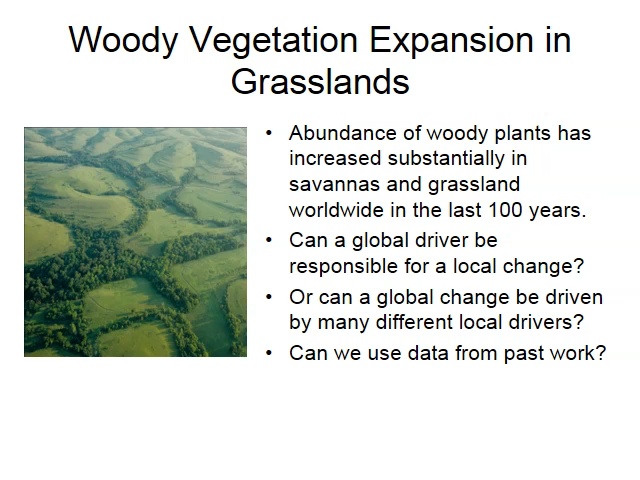 Woody Vegetation Expansion in
Grasslands
• Abundance of woody plants has
increased substantially in
savannas and grassland
worldwide in the last 100 years.
• Can a global driver be
responsible for a local change?
• Or can a global change be driven
by many different local drivers?
• Can we use data from past work?